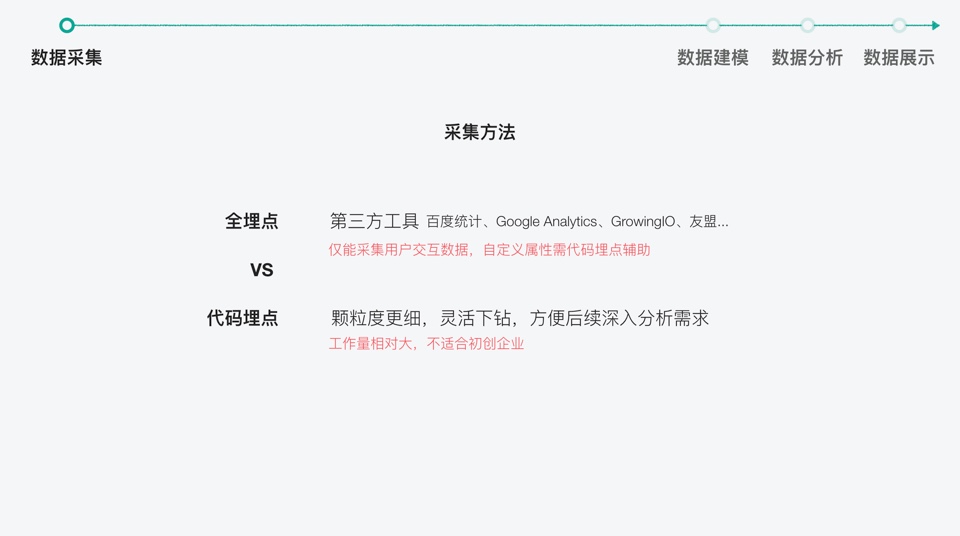 数据采集
数据建模
数据分析
数据展示
采集方法
全埋点
第三方工具 百度统计、Google Analytics、GrowingIO、友盟...
仅能采集用户交互数据，自定义属性需代码埋点辅助
VS
代码埋点
颗粒度更细，灵活下钻，方便后续深入分析需求
工作量相对大，不适合初创企业